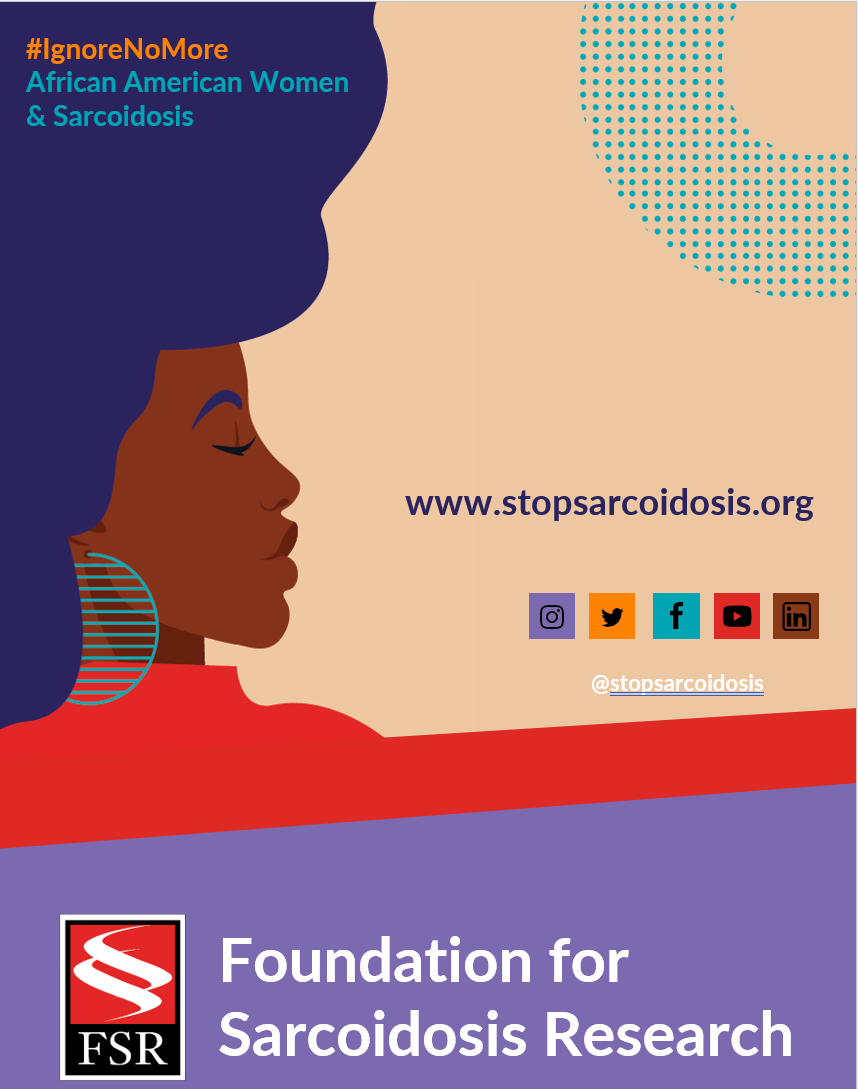 #IgnoreNoMore
African American Women
& Sarcoidosis
www.stopsarcoidosis.org
@stopsarcoidosis
FSR
Foundation for
Sarcoidosis Research